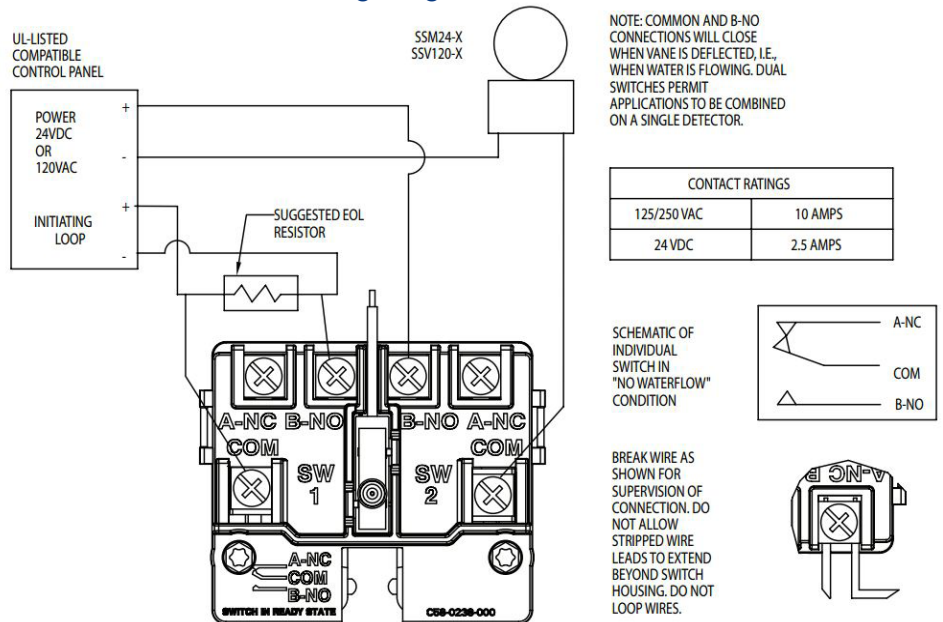 UL-LISTED
COMPATIBLE
CONTROL PANEL
POWER
24VDC
OR
120VAC
+
-
INITIATING
LOOP
+
-
SUGGESTED EOL
RESISTOR
SSM24-X
SSV120-X
NOTE: COMMON AND B-NO
CONNECTIONS WILL CLOSE
WHEN VANE IS DEFLECTED, I.E.,
WHEN WATER IS FLOWING. DUAL
SWITCHES PERMIT
APPLICATIONS TO BE COMBINED
ON A SINGLE DETECTOR.
CONTACT RATINGS
125/250 VAC 10 AMPS
24 VDC 2.5 AMPS
SCHEMATIC OF
INDIVIDUAL
SWITCH IN
"NO WATERFLOW"
CONDITION
A-NC
COM
B-NO
BREAK WIRE AS
SHOWN FOR
SUPERVISION OF
CONNECTION. DO
NOT ALLOW
STRIPPED WIRE
LEADS TO EXTEND
BEYOND SWITCH
HOUSING. DO NOT
LOOP WIRES.
A-NC B
A-NC B-NO B-NO A-NC
COM COM
SW SW
1 2
A-NC
COM
B-NO
SWITCH IN READY STATE C58-0238-000